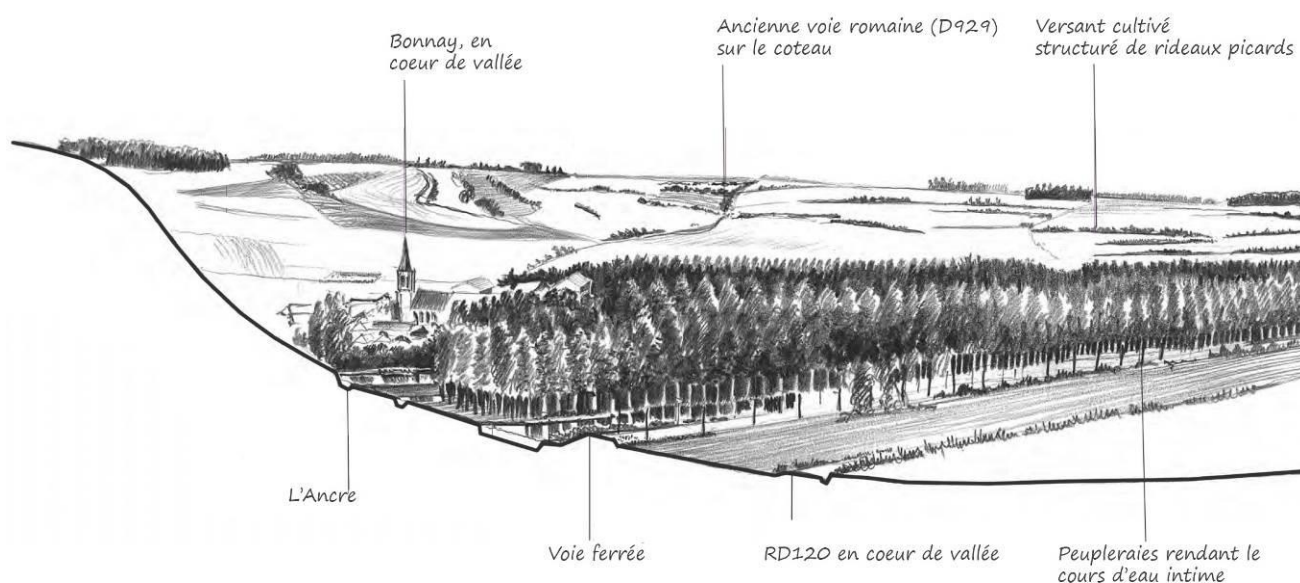 Bonnay, en
coeur de vallée
Ancienne voie romaine (D929)
sur le coteau
Versant cultivé
structuré de rideaux picards
L'Ancre
Voie ferrée
RD120 en coeur de vallée
Peupleraies rendant le
cours d'eau intime